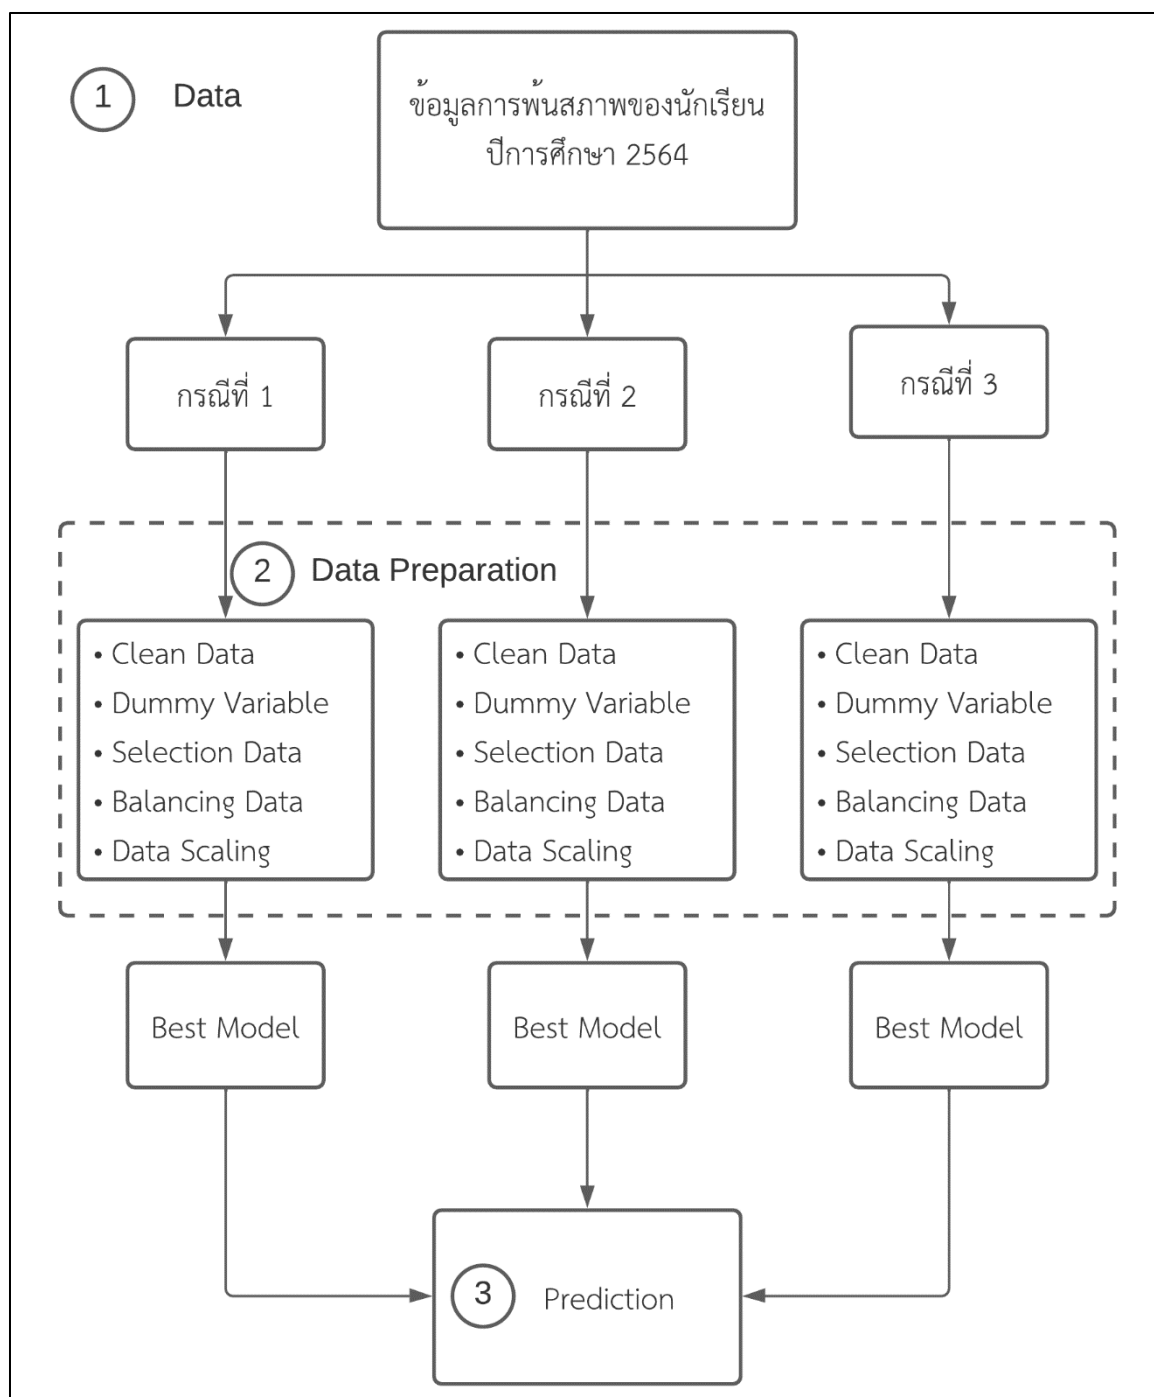 1 Data
ข้อมูลการพ้นสภาพของนักเรียน
ปีการศึกษา 2564
กรณีที่ 1
กรณีที่ 2
กรณีที่ 3
2 Data Preparation
• Clean Data
• Dummy Variable
• Selection Data
• Balancing Data
• Data Scaling
• Clean Data
• Dummy Variable
• Selection Data
• Balancing Data
• Data Scaling
• Clean Data
• Dummy Variable
• Selection Data
• Balancing Data
• Data Scaling
Best Model
Best Model
Best Model
3 Prediction